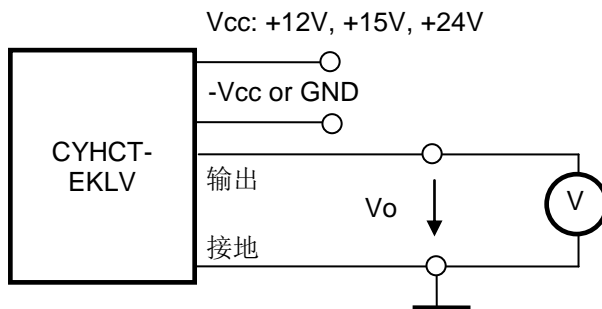 Vcc: +12V, +15V, +24V
-Vcc or GND
CYHCT-
EKLV
输出
Vo
V
接地